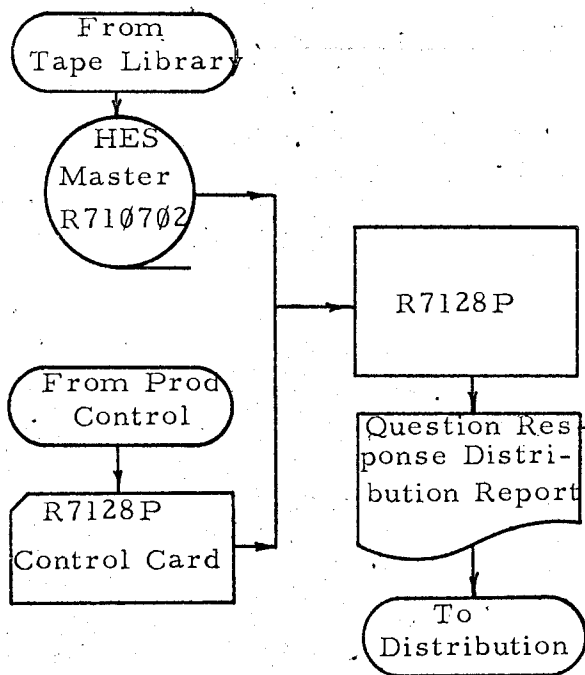 From
Tape Library
HES
Master
R71Ø7Ø2
R7128P
From Prod
Control
Question Res-
ponse Distri-
bution Report
R7128P
Control Card
To
Distribution